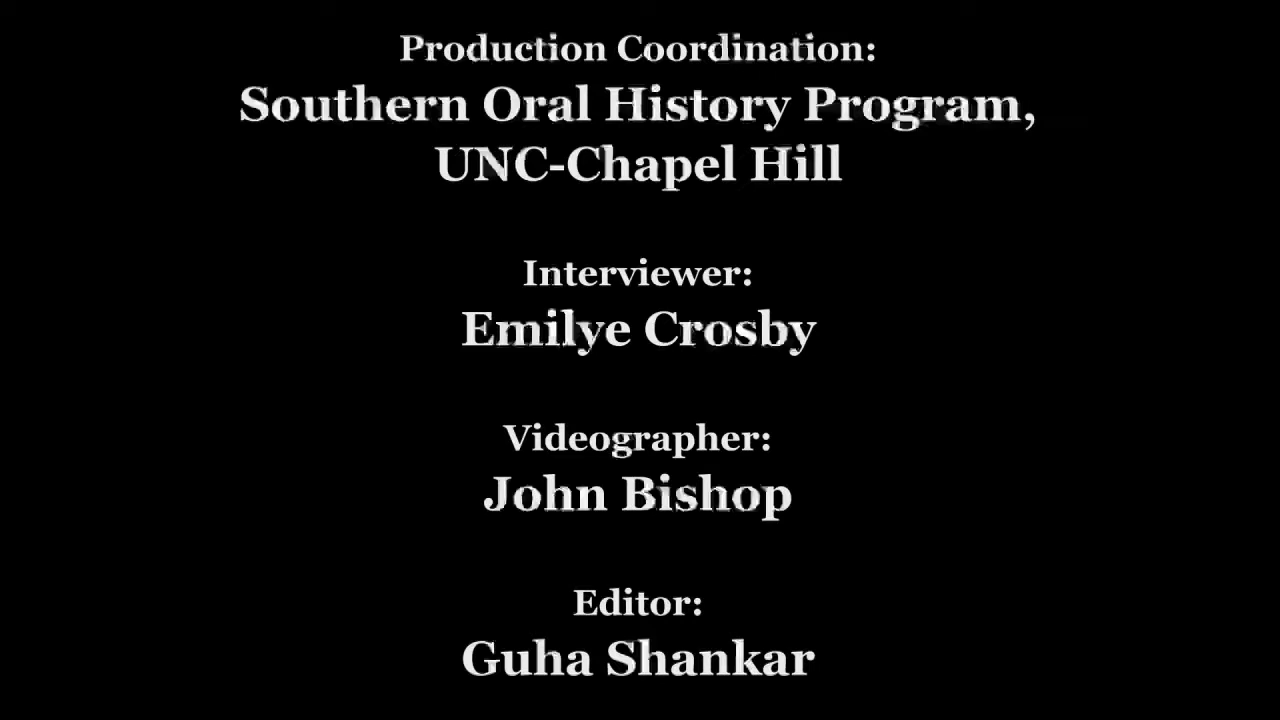 Production Coordination:
Southern Oral History Program,
UNC-Chapel Hill
Interviewer:
Emilye Crosby
Videographer:
John Bishop
Editor:
Guha Shankar